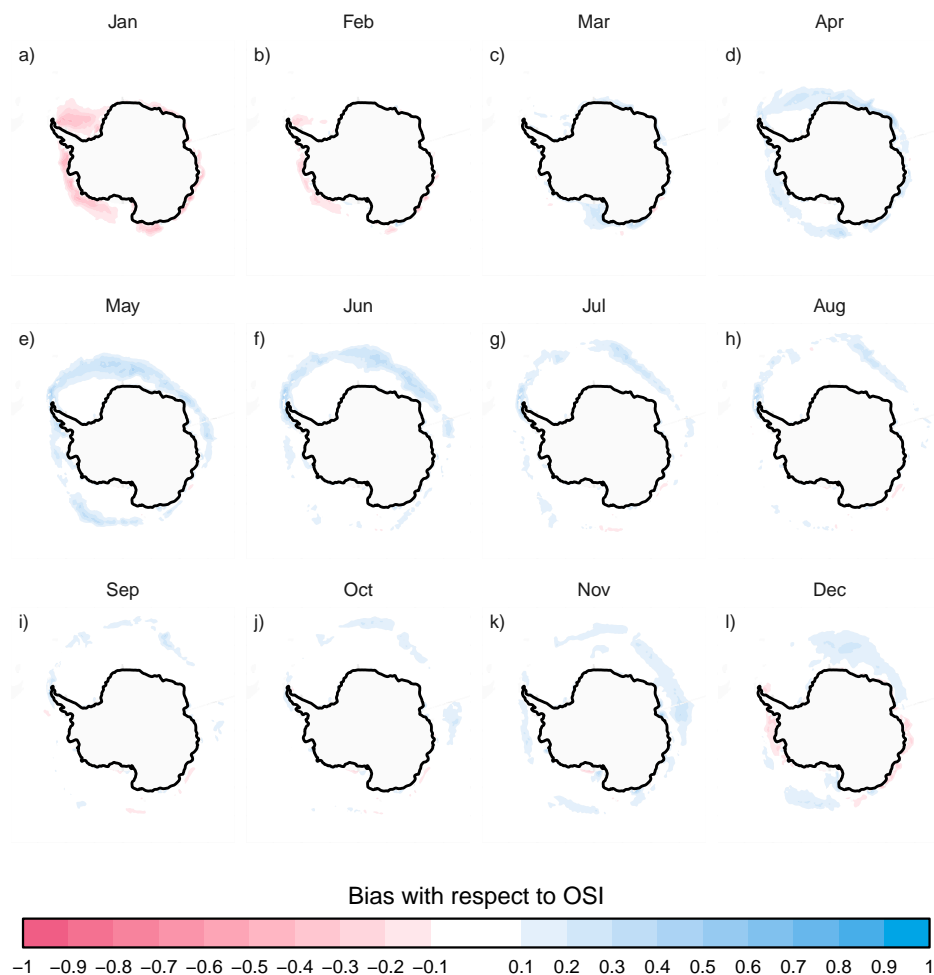 Jan Feb Mar Apr
a) b) c) d)
May Jun Jul Aug
e) f) g) h)
Sep Oct Nov Dec
i) j) k) l)
Bias with respect to OSI
−1 −0.9 −0.8 −0.7 −0.6 −0.5 −0.4 −0.3 −0.2 −0.1 0.1 0.2 0.3 0.4 0.5 0.6 0.7 0.8 0.9 1